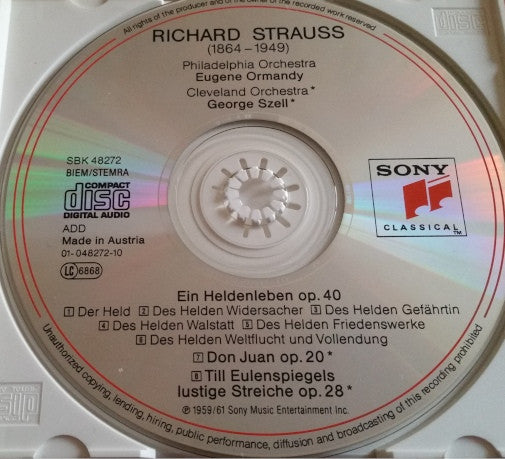 All rights of the producer and of the owner of the recorded work reserved.
RICHARD STRAUSS
(1864 – 1949)
Philadelphia Orchestra
Eugene Ormandy
Cleveland Orchestra*
George Szell*
SBK 48272
BIEM/STEMRA
COMPACT
disc
DIGITAL AUDIO
ADD
Made in Austria
01-048272-10
LC 6868
SONY
CLASSICAL™
Ein Heldenleben op. 40
1 Der Held 2 Des Helden Widersacher 3 Des Helden Gefährtin
4 Des Helden Walstatt 5 Des Helden Friedenswerke
6 Des Helden Weltflucht und Vollendung
7 Don Juan op. 20*
8 Till Eulenspiegels
lustige Streiche op. 28*
℗ 1959/61 Sony Music Entertainment Inc.
Unauthorized copying, lending, hiring, public performance, diffusion and broadcasting of this recording prohibited.
disc